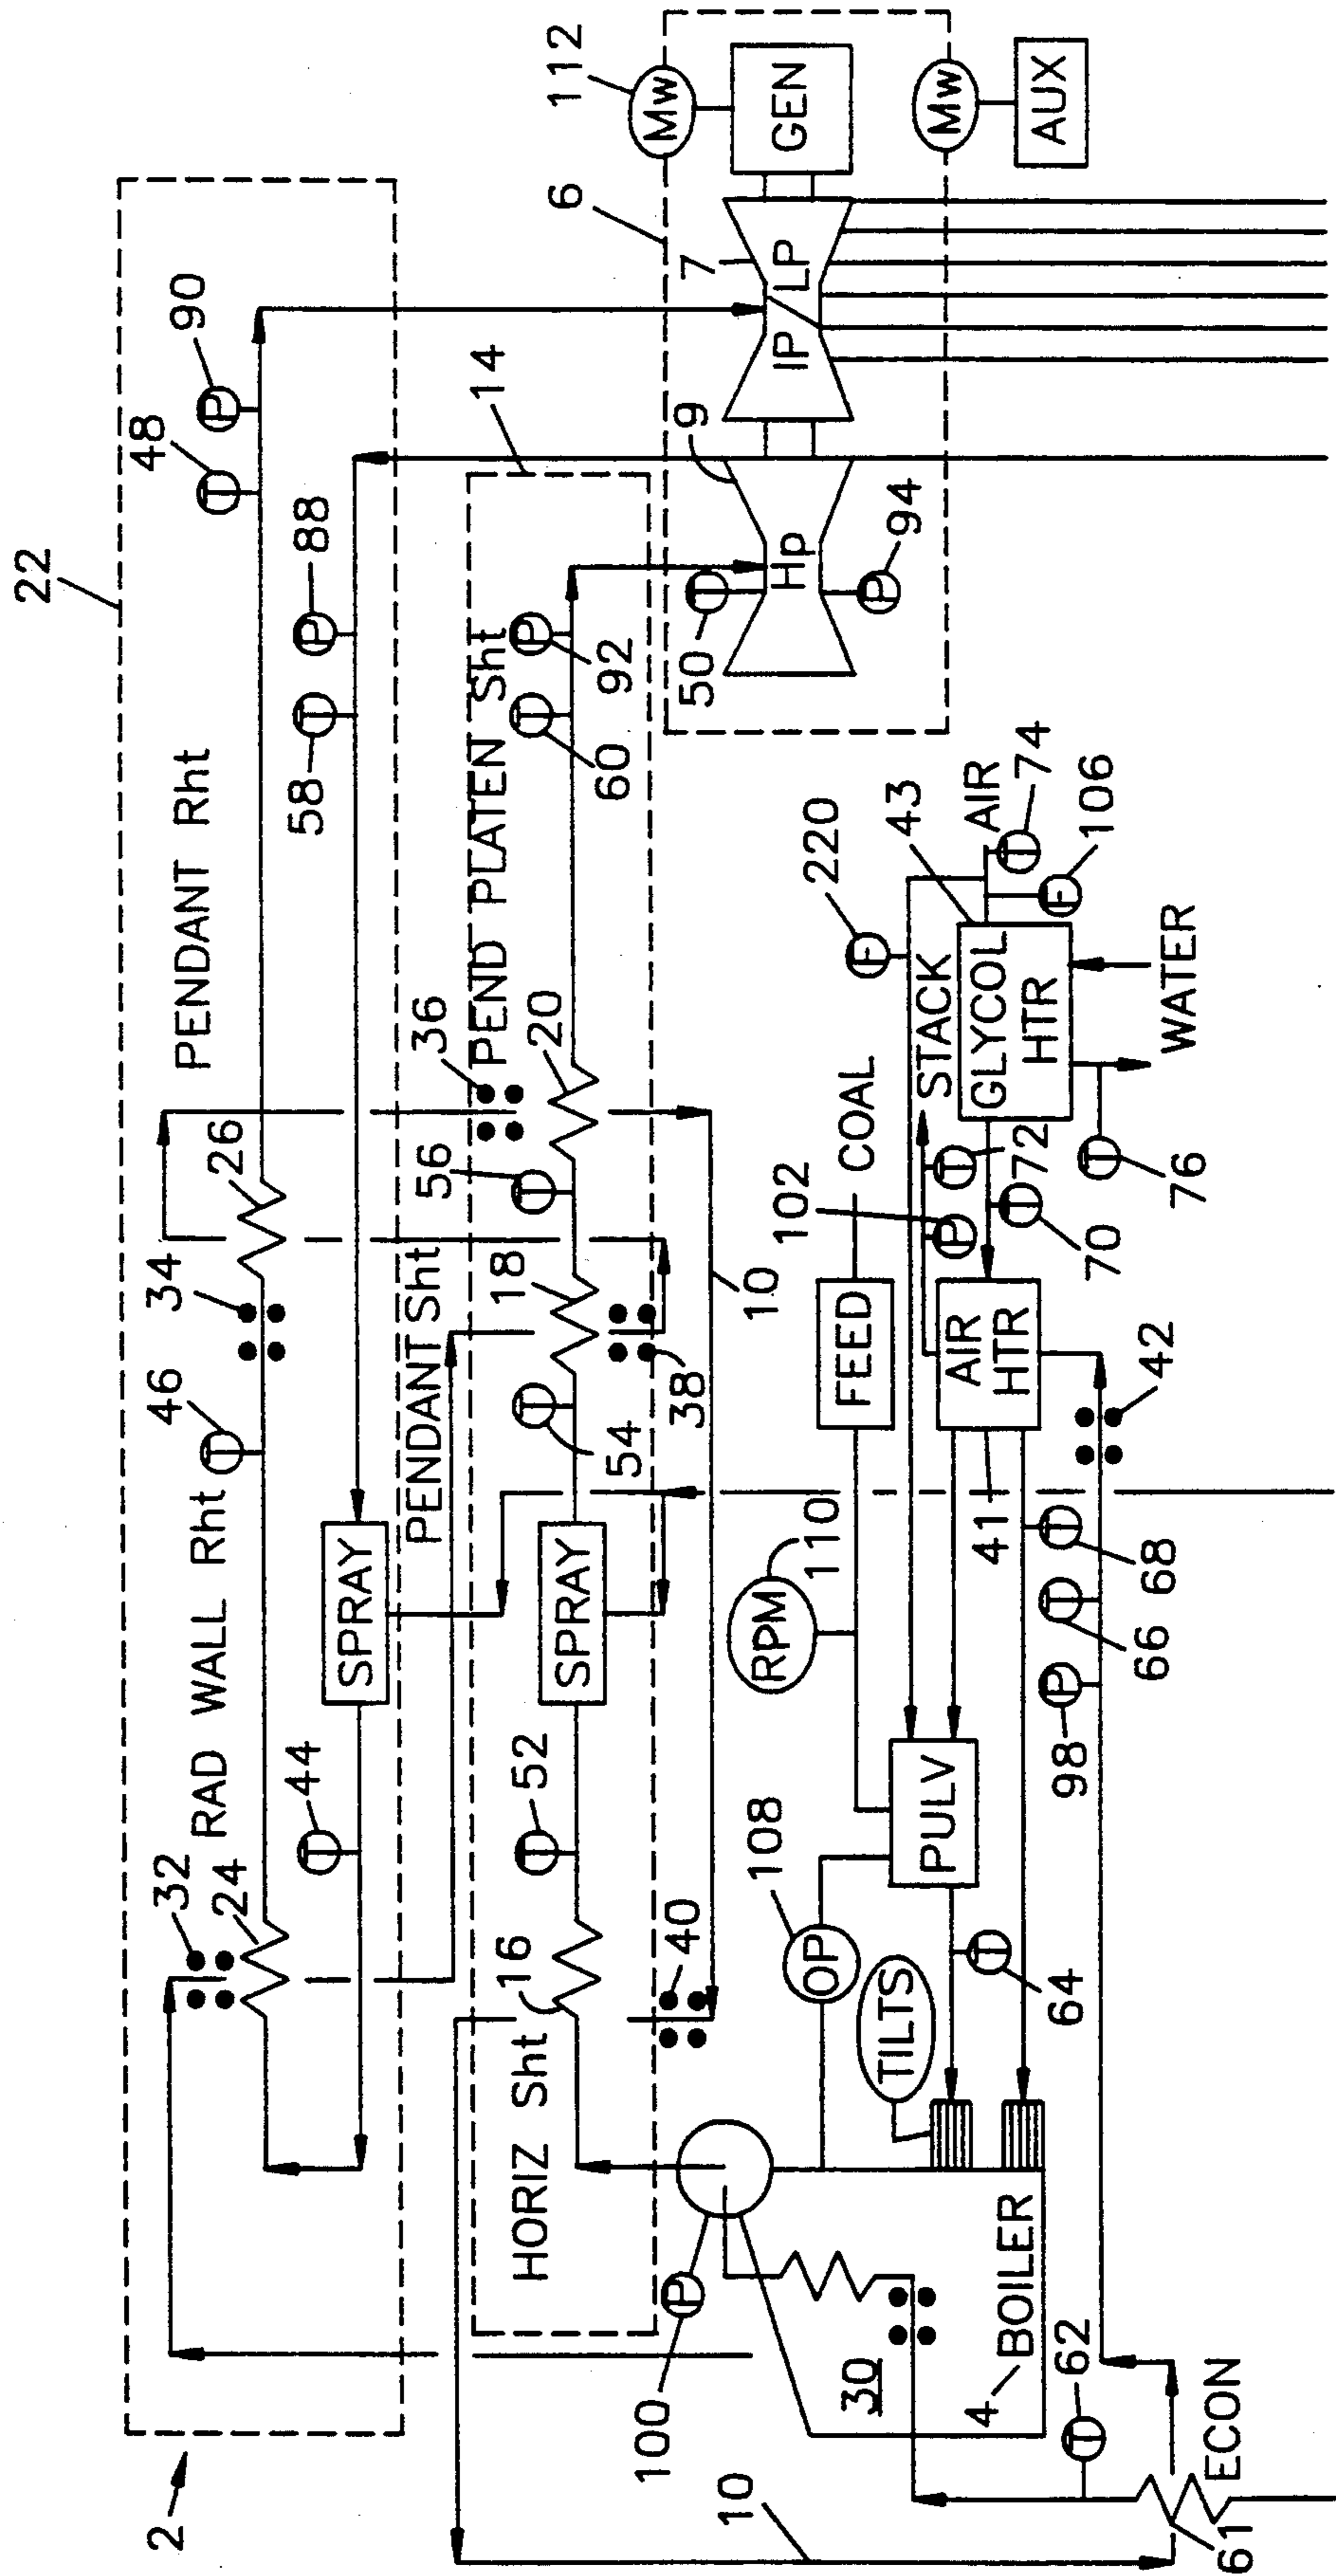 22
2
32
24
RAD WALL Rht
46
34
26
PENDANT Rht
48
90
44
SPRAY
58
88
PENDANT Sht
36
PEND PLATEN Sht
14
HORIZ Sht
16
52
SPRAY
54
18
56
20
60
92
40
38
10
100
P
30
4
BOILER
62
T
10
ECON
61
TILTS
OP
108
PULV
64
RPM
110
FEED
COAL
98
66
68
41
AIR
HTR
42
102
72
70
STACK
GLYCOL
HTR
43
220
F
AIR
74
106
76
WATER
50
Hp
9
94
IP
LP
7
6
GEN
Mw
112
Mw
AUX
T
P
T
T
P
T
T
T
T
T
P
T
P
T
P
T
T
P
T
T
T
F
T